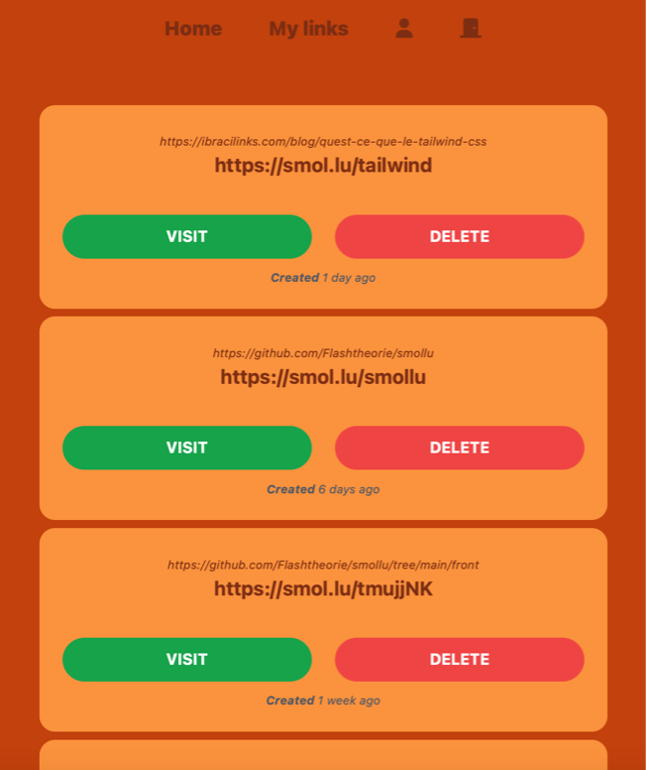 Home My links
https://ibracilinks.com/blog/quest-ce-que-le-tailwind-css
https://smol.lu/tailwind
VISIT DELETE
Created 1 day ago
https://github.com/Flashtheorie/smollu
https://smol.lu/smollu
VISIT DELETE
Created 6 days ago
https://github.com/Flashtheorie/smollu/tree/main/front
https://smol.lu/tmujjNK
VISIT DELETE
Created 1 week ago